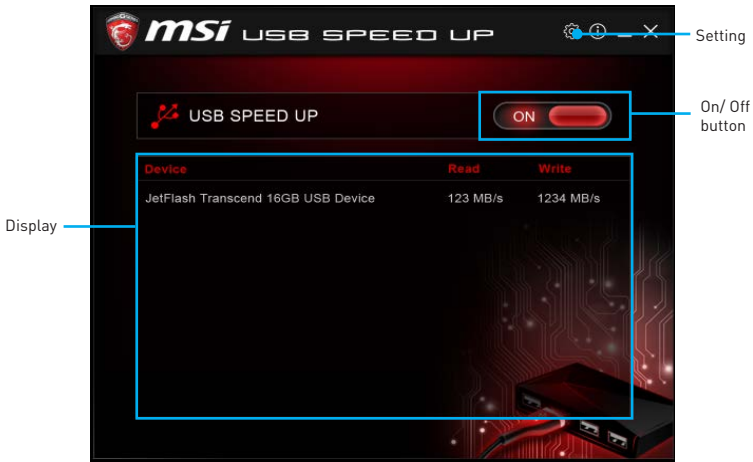 msi USB SPEED UP
Setting
USB SPEED UP
ON
On/ Off
button
Device Read Write
JetFlash Transcend 16GB USB Device 123 MB/s 1234 MB/s
Display